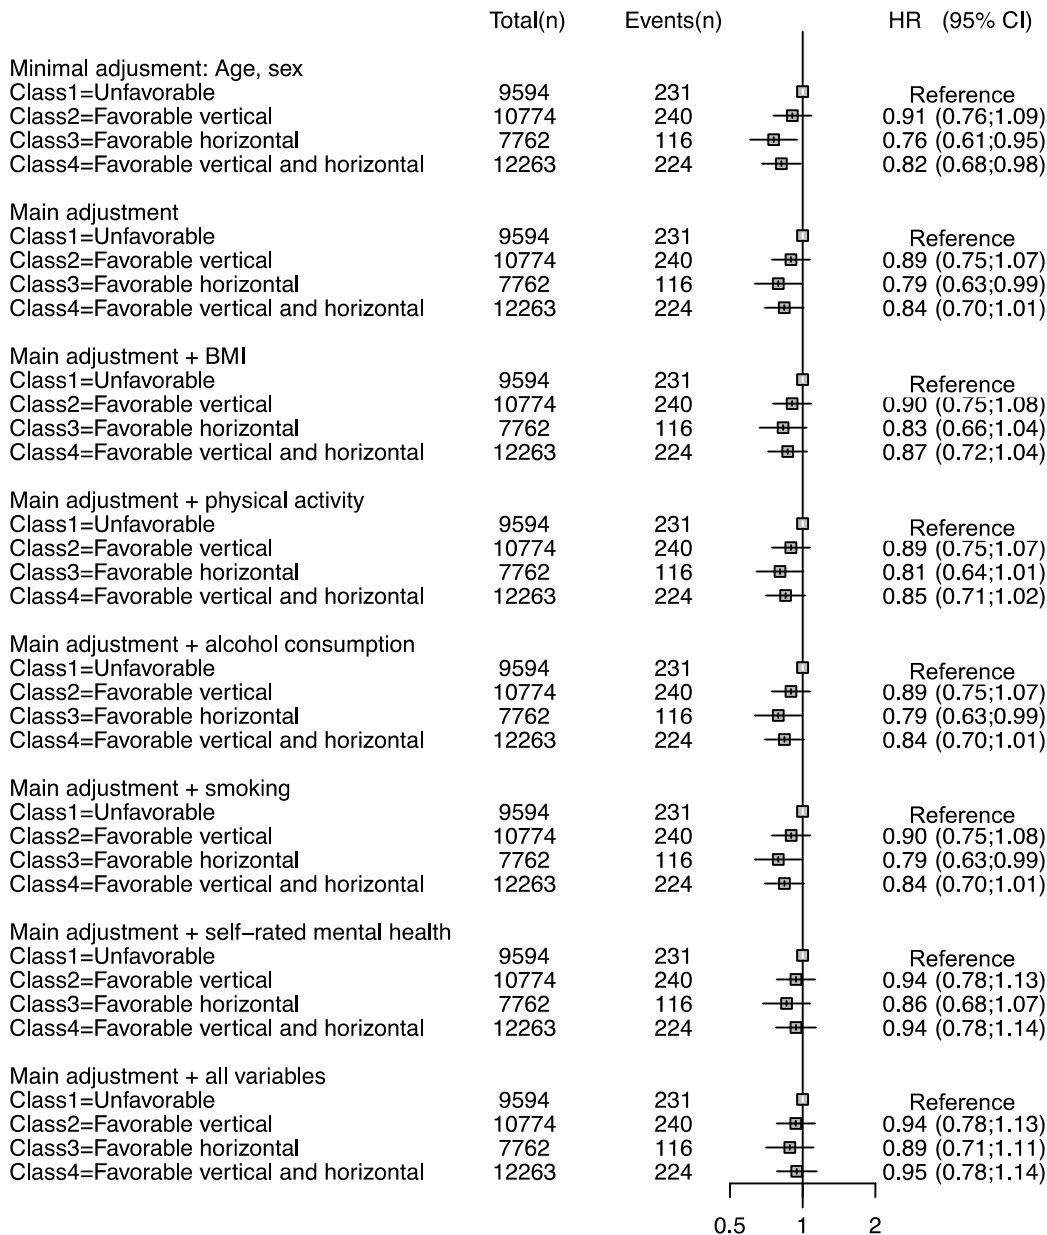 Total(n) Events(n) HR (95% CI)
Minimal adjusment: Age, sex
Class1=Unfavorable 9594 231 Reference
Class2=Favorable vertical 10774 240 0.91 (0.76;1.09)
Class3=Favorable horizontal 7762 116 0.76 (0.61;0.95)
Class4=Favorable vertical and horizontal 12263 224 0.82 (0.68;0.98)
Main adjustment
Class1=Unfavorable 9594 231 Reference
Class2=Favorable vertical 10774 240 0.89 (0.75;1.07)
Class3=Favorable horizontal 7762 116 0.79 (0.63;0.99)
Class4=Favorable vertical and horizontal 12263 224 0.84 (0.70;1.01)
Main adjustment + BMI
Class1=Unfavorable 9594 231 Reference
Class2=Favorable vertical 10774 240 0.90 (0.75;1.08)
Class3=Favorable horizontal 7762 116 0.83 (0.66;1.04)
Class4=Favorable vertical and horizontal 12263 224 0.87 (0.72;1.04)
Main adjustment + physical activity
Class1=Unfavorable 9594 231 Reference
Class2=Favorable vertical 10774 240 0.89 (0.75;1.07)
Class3=Favorable horizontal 7762 116 0.81 (0.64;1.01)
Class4=Favorable vertical and horizontal 12263 224 0.85 (0.71;1.02)
Main adjustment + alcohol consumption
Class1=Unfavorable 9594 231 Reference
Class2=Favorable vertical 10774 240 0.89 (0.75;1.07)
Class3=Favorable horizontal 7762 116 0.79 (0.63;0.99)
Class4=Favorable vertical and horizontal 12263 224 0.84 (0.70;1.01)
Main adjustment + smoking
Class1=Unfavorable 9594 231 Reference
Class2=Favorable vertical 10774 240 0.90 (0.75;1.08)
Class3=Favorable horizontal 7762 116 0.79 (0.63;0.99)
Class4=Favorable vertical and horizontal 12263 224 0.84 (0.70;1.01)
Main adjustment + self−rated mental health
Class1=Unfavorable 9594 231 Reference
Class2=Favorable vertical 10774 240 0.94 (0.78;1.13)
Class3=Favorable horizontal 7762 116 0.86 (0.68;1.07)
Class4=Favorable vertical and horizontal 12263 224 0.94 (0.78;1.14)
Main adjustment + all variables
Class1=Unfavorable 9594 231 Reference
Class2=Favorable vertical 10774 240 0.94 (0.78;1.13)
Class3=Favorable horizontal 7762 116 0.89 (0.71;1.11)
Class4=Favorable vertical and horizontal 12263 224 0.95 (0.78;1.14)
0.5 1 2